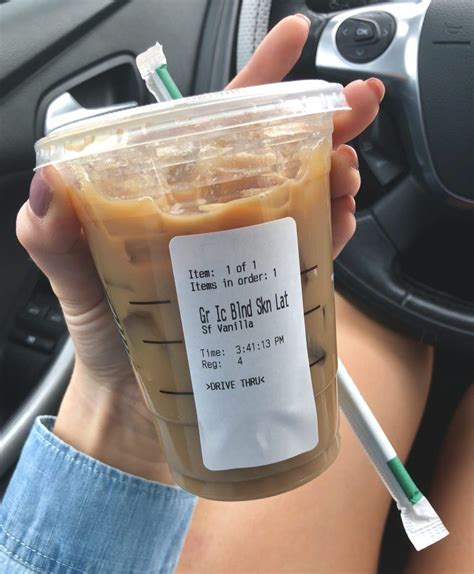 Item: 1 of 1
Items in order: 1
Gr Ic Blnd Skn Lat
Sf Vanilla
Time: 3:41:13 PM
Reg: 4
>DRIVE THRU<